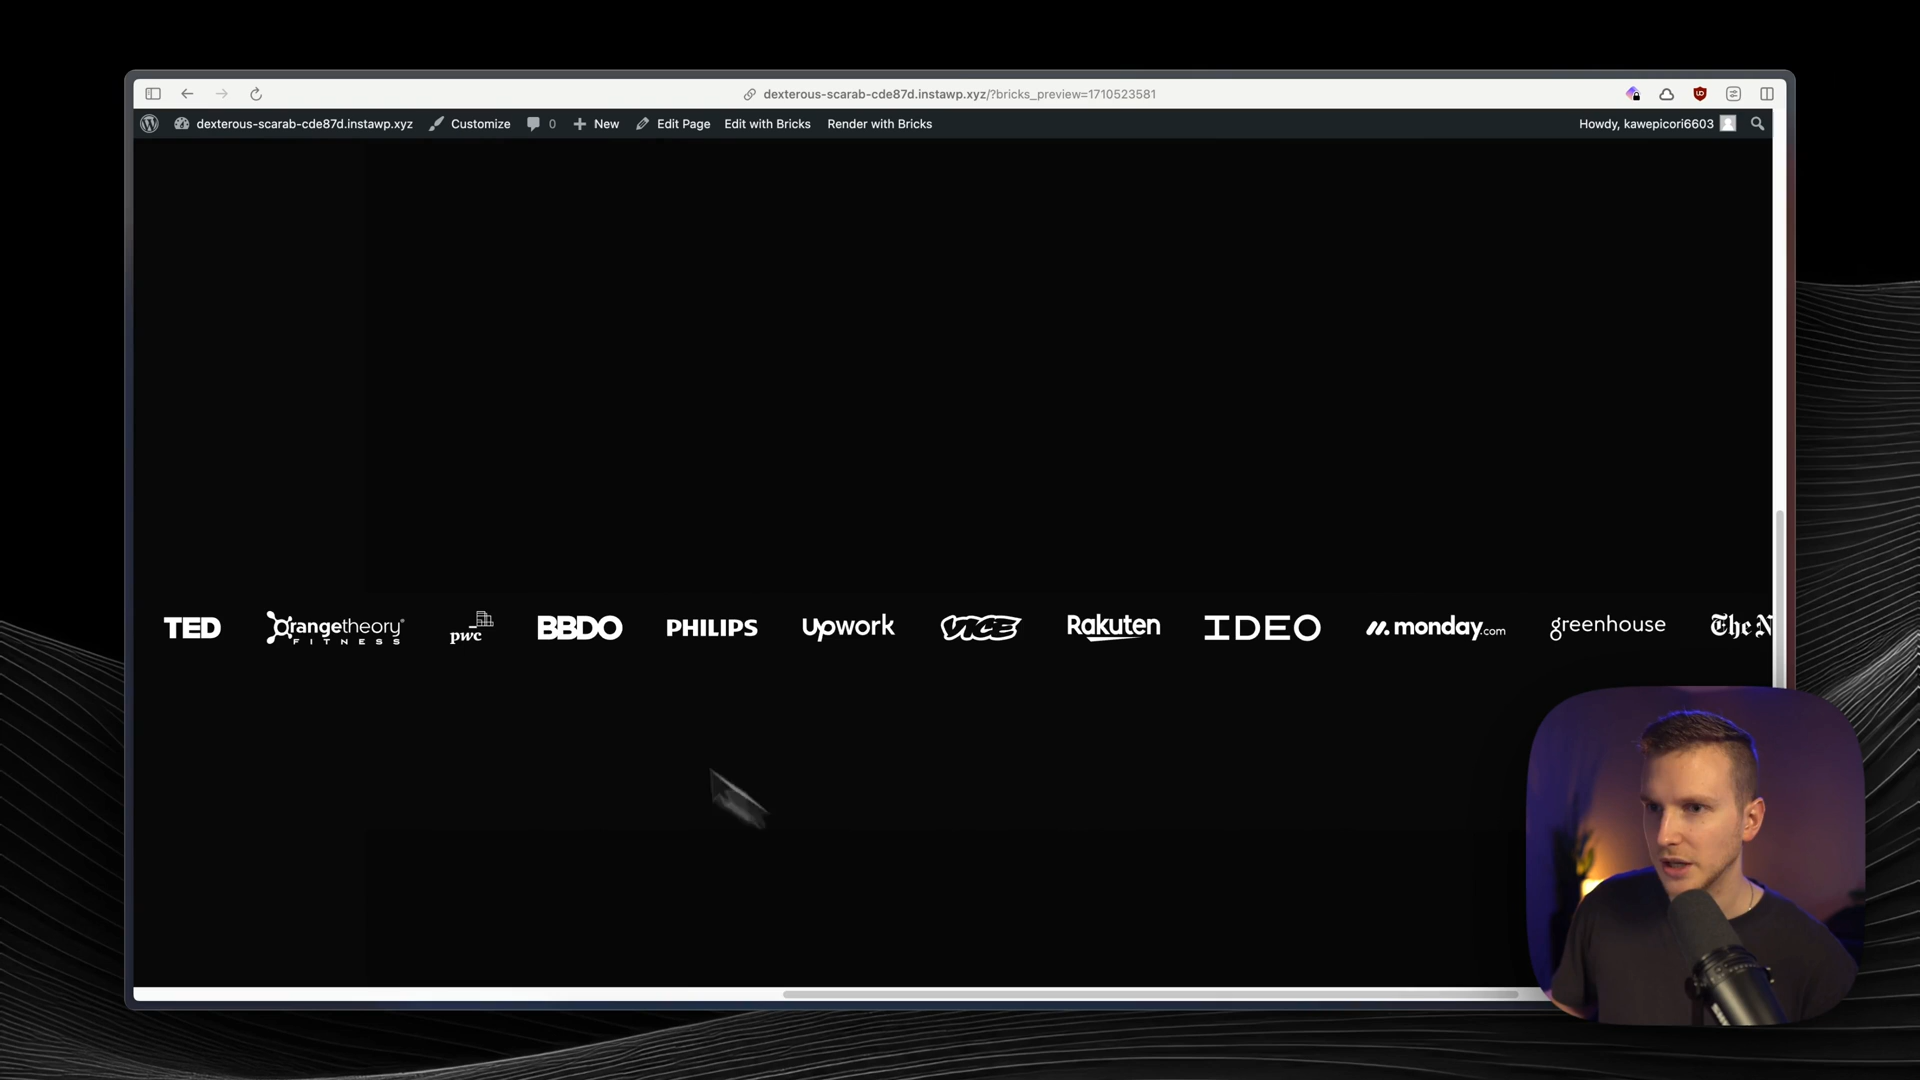 dexterous-scarab-cde87d.instawp.xyz/?bricks_preview=1710523581
dexterous-scarab-cde87d.instawp.xyz Customize 0 New Edit Page Edit with Bricks Render with Bricks Howdy, kawepicori6603
TED Orangetheory® FITNESS pwc BBDO PHILIPS Upwork VICE Rakuten IDEO monday.com greenhouse The N